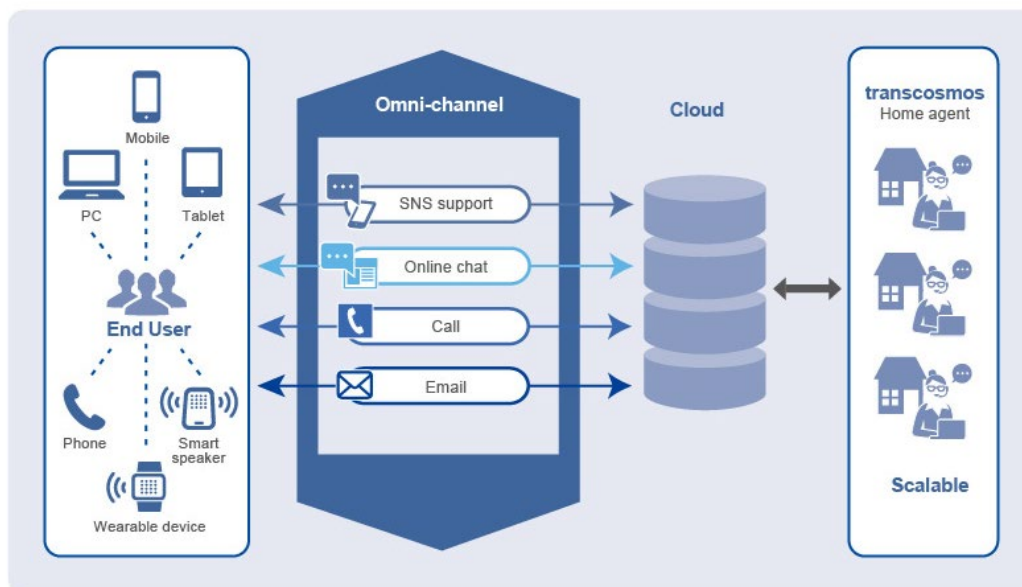 Mobile
PC
Tablet
End User
Phone
Smart
speaker
Wearable device
Omni-channel
SNS support
Online chat
Call
Email
Cloud
transcosmos
Home agent
Scalable